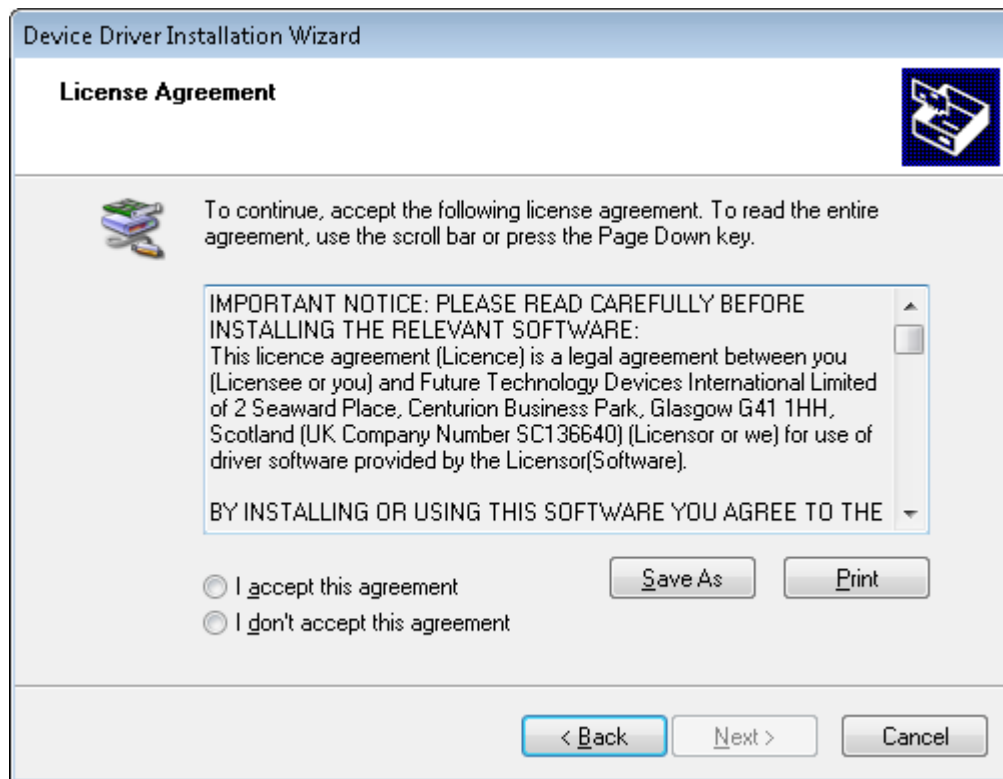 Device Driver Installation Wizard
License Agreement
To continue, accept the following license agreement. To read the entire
agreement, use the scroll bar or press the Page Down key.
IMPORTANT NOTICE: PLEASE READ CAREFULLY BEFORE
INSTALLING THE RELEVANT SOFTWARE:
This licence agreement (Licence) is a legal agreement between you
(Licensee or you) and Future Technology Devices International Limited
of 2 Seaward Place, Centurion Business Park, Glasgow G41 1HH,
Scotland (UK Company Number SC136640) (Licensor or we) for use of
driver software provided by the Licensor(Software).
BY INSTALLING OR USING THIS SOFTWARE YOU AGREE TO THE
I accept this agreement
Save As
Print
I don't accept this agreement
< Back
Next >
Cancel